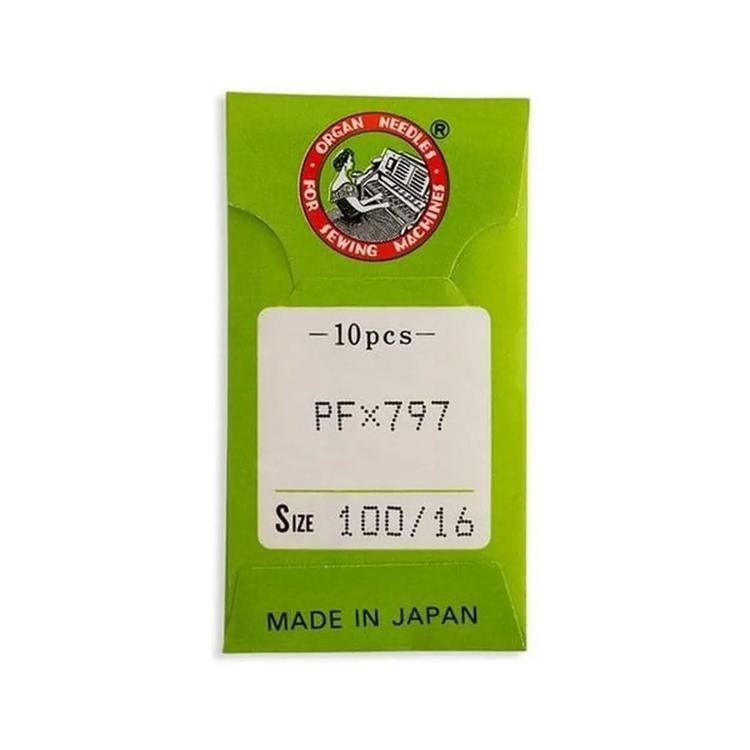 · ORGAN NEEDLES ·
®
FOR SEWING MACHINES
—10pcs—
PF×797
SIZE 100/16
MADE IN JAPAN